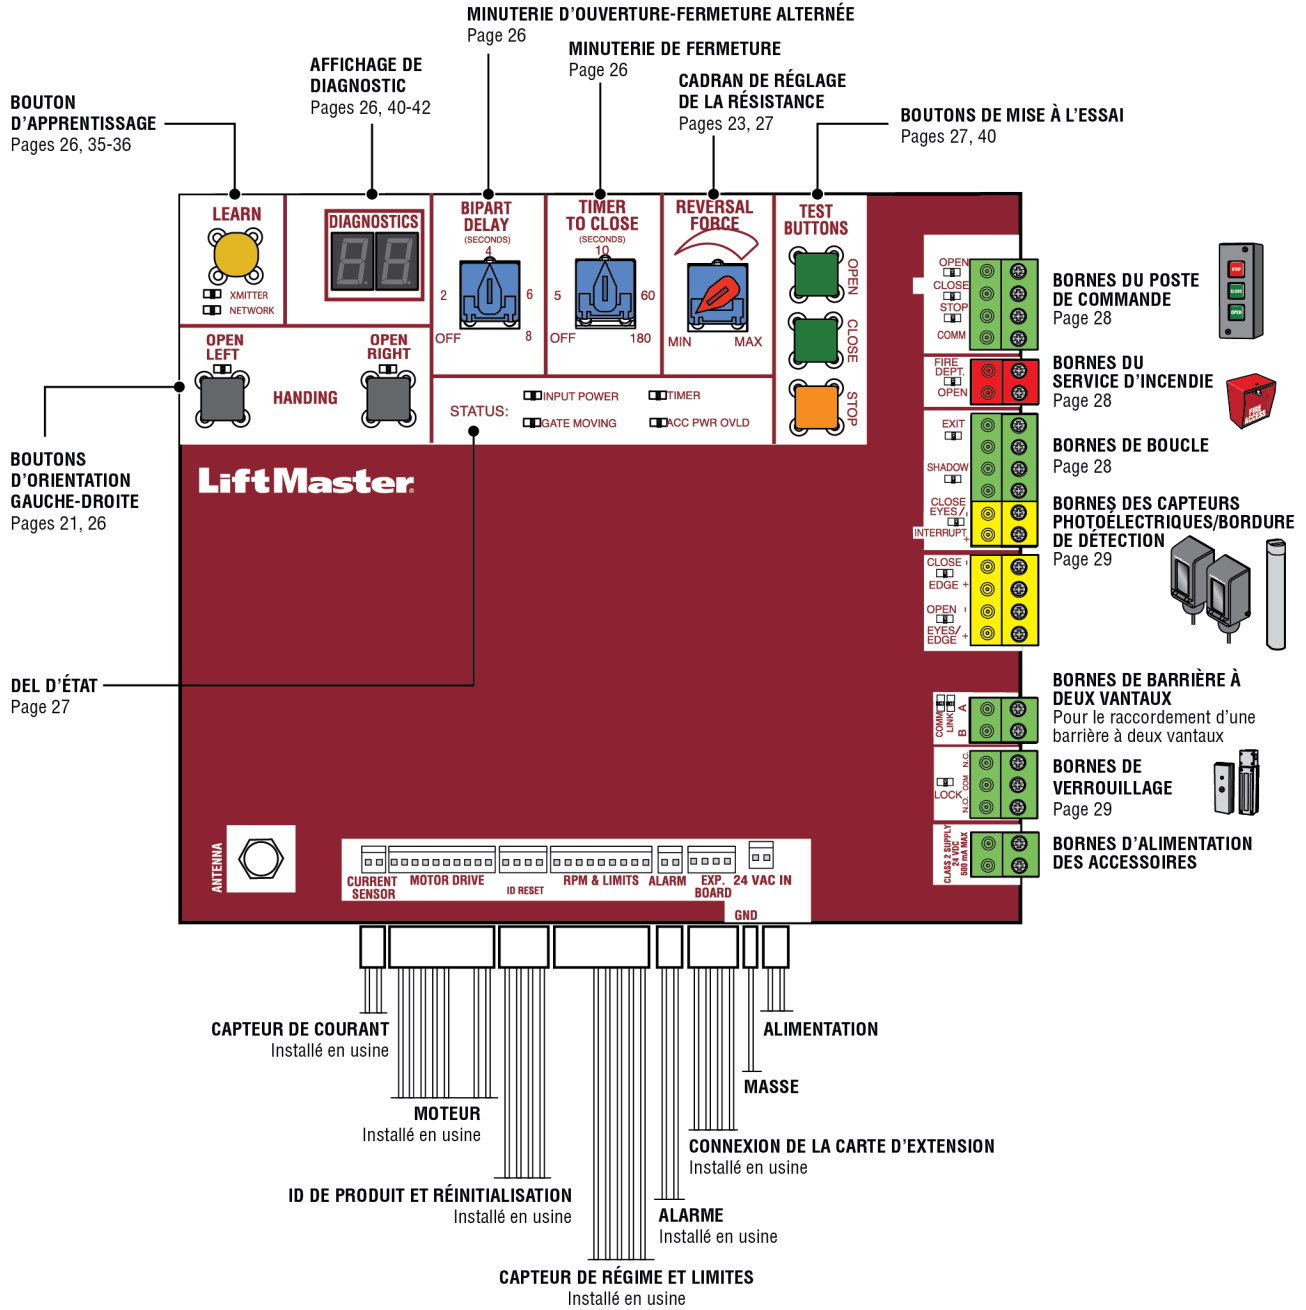 MINUTERIE D'OUVERTURE-FERMETURE ALTERNÉE
Page 26
MINUTERIE DE FERMETURE
Page 26
AFFICHAGE DE
DIAGNOSTIC
Pages 26, 40-42
CADRAN DE RÉGLAGE
DE LA RÉSISTANCE
Pages 23, 27
BOUTON
D'APPRENTISSAGE
Pages 26, 35-36
BOUTONS DE MISE À L'ESSAI
Pages 27, 40
LEARN
XMITTER
NETWORK
DIAGNOSTICS
BIPART
DELAY
(SECONDS)
4
2
6
OFF
8
TIMER
TO CLOSE
(SECONDS)
10
5
60
OFF
180
REVERSAL
FORCE
MIN
MAX
TEST
BUTTONS
OPEN
CLOSE
STOP
OPEN
LEFT
OPEN
RIGHT
HANDING
STATUS:
INPUT POWER
TIMER
GATE MOVING
ACC PWR OVLD
LiftMaster®
OPEN
CLOSE
STOP
COMM
BORNES DU POSTE
DE COMMANDE
Page 28
STOP
CLOSE
OPEN
FIRE
DEPT.
OPEN
BORNES DU
SERVICE D'INCENDIE
Page 28
FIRE
ACCESS
EXIT
SHADOW
BORNES DE BOUCLE
Page 28
CLOSE
EYES/ -
INTERRUPT +
BORNES DES CAPTEURS
PHOTOÉLECTRIQUES/BORDURE
DE DÉTECTION
Page 29
CLOSE -
EDGE +
OPEN -
EYES/
EDGE +
BOUTONS
D'ORIENTATION
GAUCHE-DROITE
Pages 21, 26
DEL D'ÉTAT
Page 27
COMM
LINK
A
B
BORNES DE BARRIÈRE À
DEUX VANTAUX
Pour le raccordement d'une
barrière à deux vantaux
LOCK
N.C.
COM
N.O.
BORNES DE
VERROUILLAGE
Page 29
CLASS 2 SUPPLY
24 VDC
500 mA MAX
BORNES D'ALIMENTATION
DES ACCESSOIRES
ANTENNA
CURRENT
SENSOR
MOTOR DRIVE
ID RESET
RPM & LIMITS
ALARM
EXP.
BOARD
24 VAC IN
GND
CAPTEUR DE COURANT
Installé en usine
ALIMENTATION
MASSE
MOTEUR
Installé en usine
CONNEXION DE LA CARTE D'EXTENSION
Installé en usine
ID DE PRODUIT ET RÉINITIALISATION
Installé en usine
ALARME
Installé en usine
CAPTEUR DE RÉGIME ET LIMITES
Installé en usine